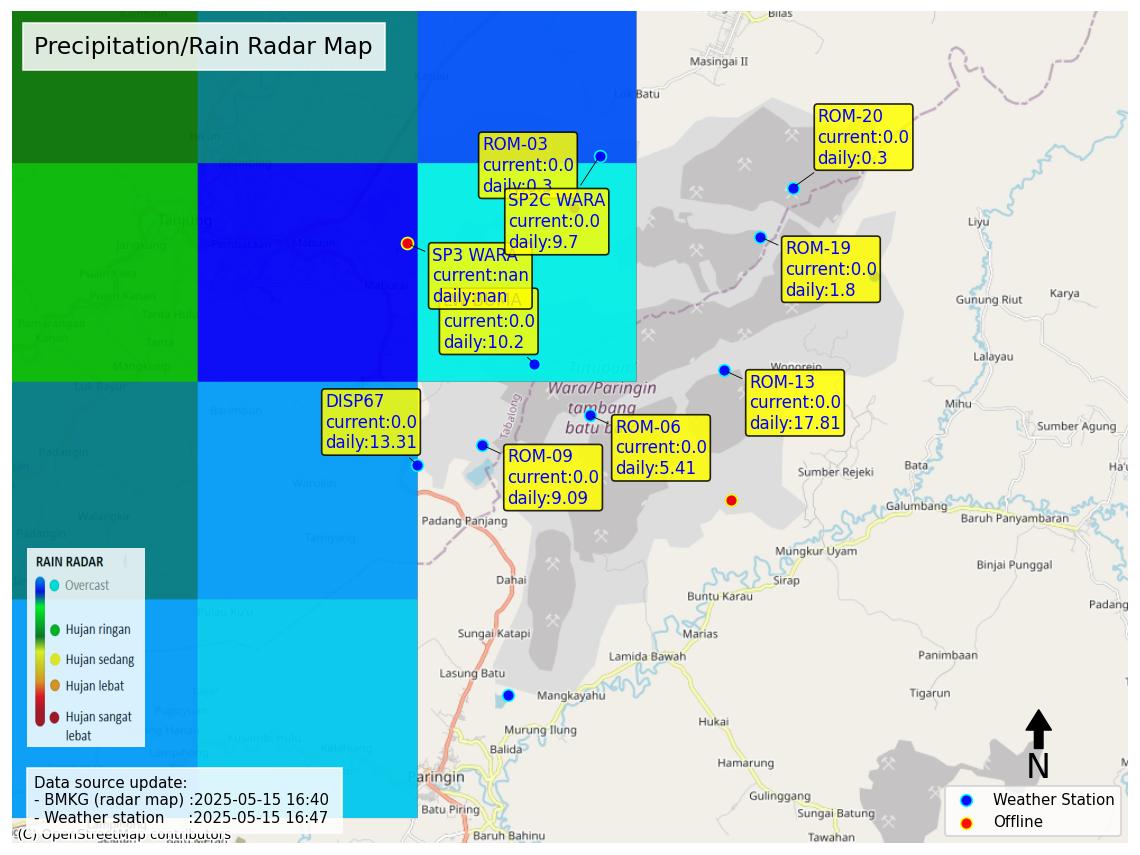 Precipitation/Rain Radar Map
Bilas
Masingai II
ROM-20
current:0.0
daily:0.3
ROM-03
current:0.0
daily:0.3
SP2C WARA
current:0.0
daily:9.7
Liyu
Tanjung
ROM-19
current:0.0
daily:1.8
SP3 WARA
current:nan
daily:nan
current:0.0
daily:10.2
Mabuun
Maburai
Gunung Riut
Karya
Lalayau
Wonorejo
Tutupan
Wara/Paringin
tambang
batu b
ROM-13
current:0.0
daily:17.81
Mihu
Sumber Agung
DISP67
current:0.0
daily:13.31
Tabalong
ROM-06
current:0.0
daily:5.41
ROM-09
current:0.0
daily:9.09
Sumber Rejeki
Bata
Ha'u
Galumbang
Baruh Panyambaran
Padang Panjang
Mungkur Uyam
Binjai Punggal
Dahai
Sirap
Buntu Karau
Padang
Sungai Katapi
Marias
Lamida Bawah
Panimbaan
Lasung Batu
Mangkayahu
Tigarun
Murung Ilung
Hukai
Balida
Hamarung
Paringin
Gulinggang
Batu Piring
Sungai Batung
Baruh Bahinu
Tawahan
RAIN RADAR
Overcast
Hujan ringan
Hujan sedang
Hujan lebat
Hujan sangat
lebat
Data source update:
- BMKG (radar map) :2025-05-15 16:40
- Weather station :2025-05-15 16:47
(C) OpenStreetMap contributors
N
Weather Station
Offline